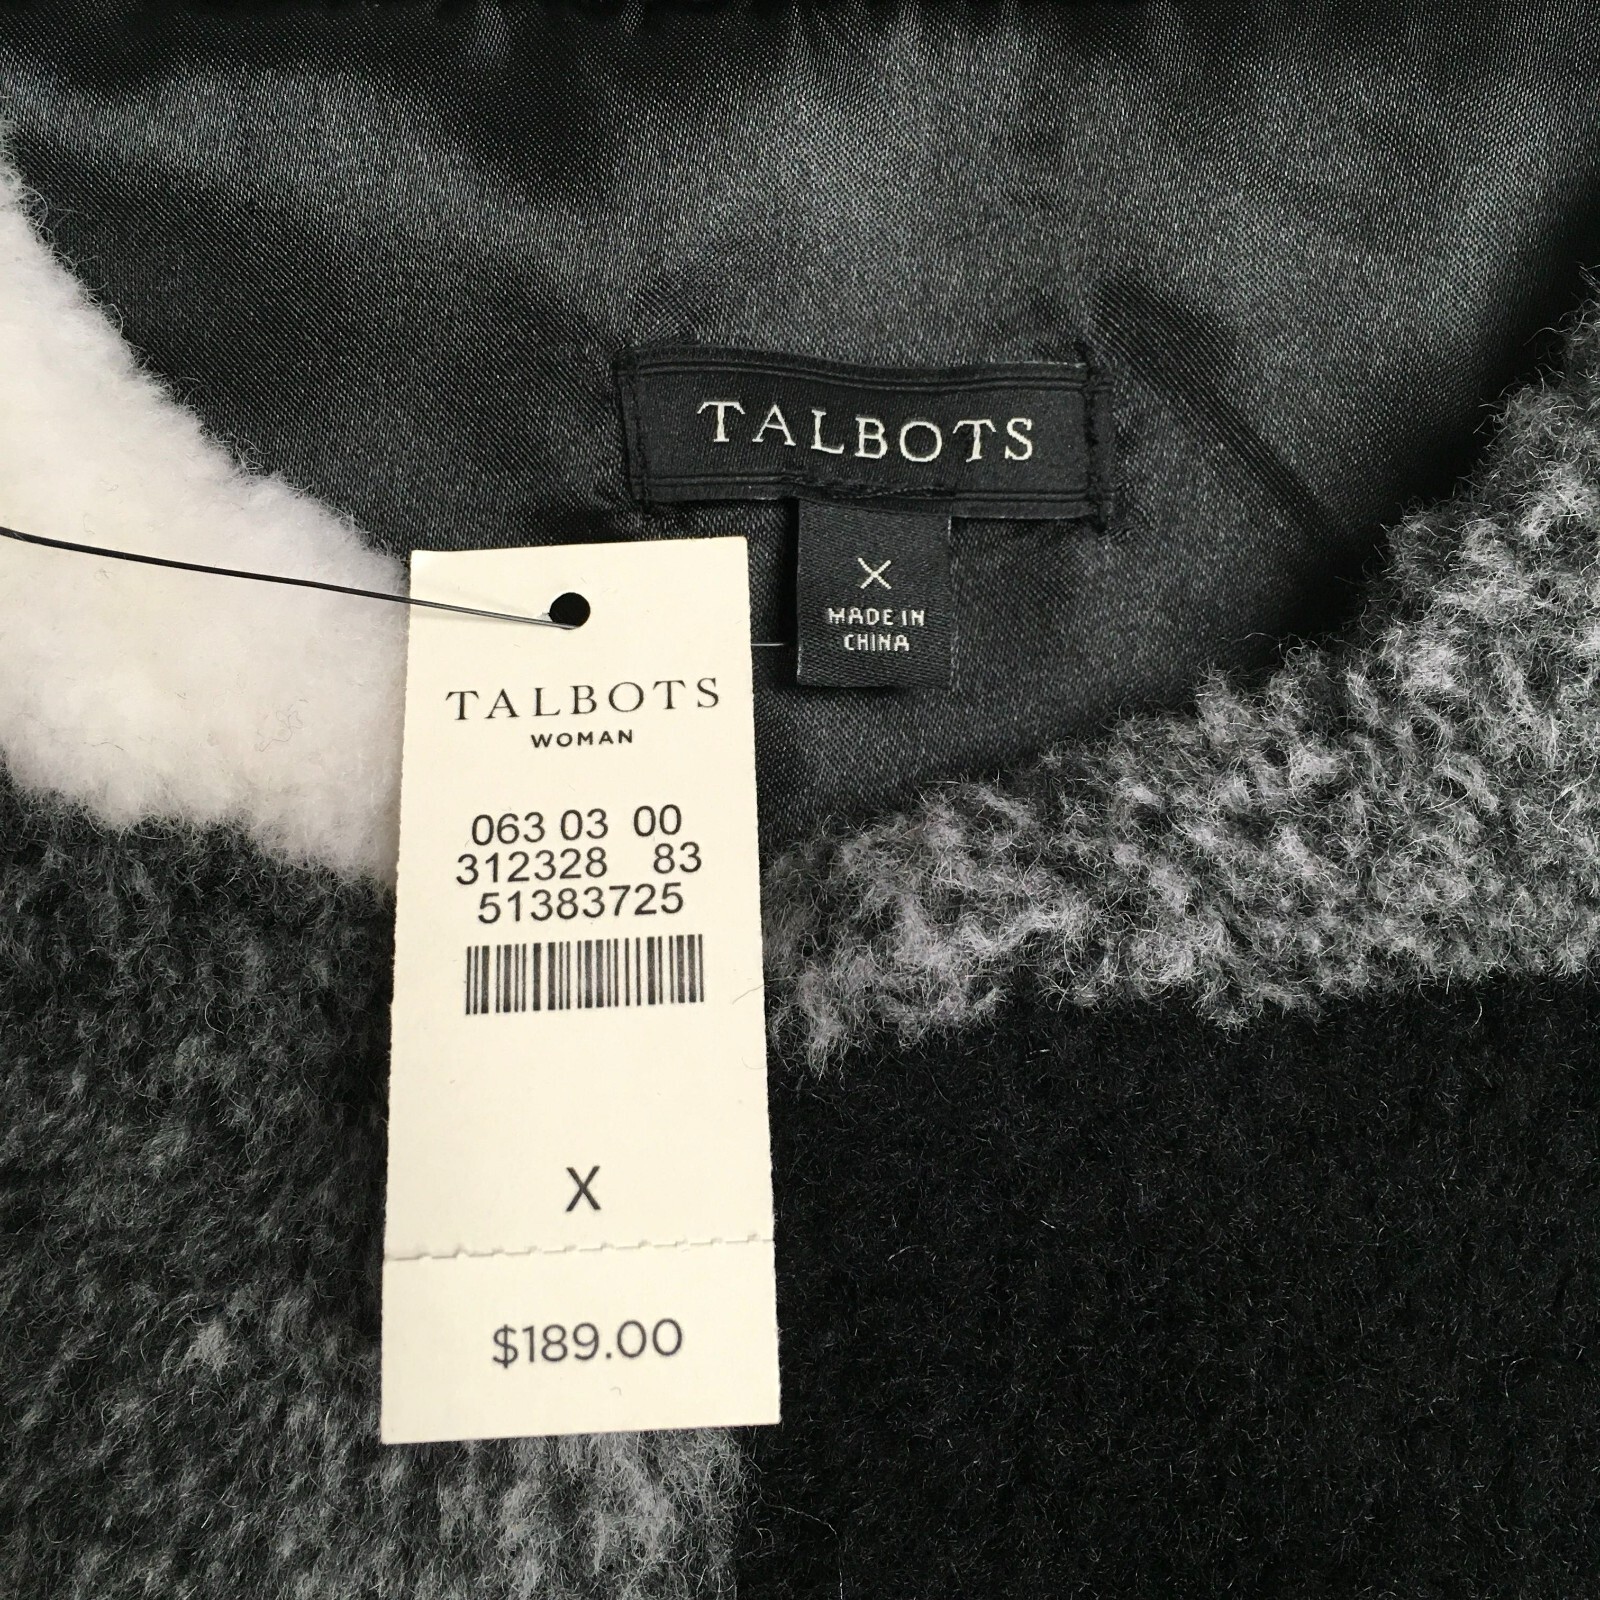 TALBOTS
X
MADE IN
CHINA
TALBOTS
WOMAN
063 03 00
312328 83
51383725
X
$189.00